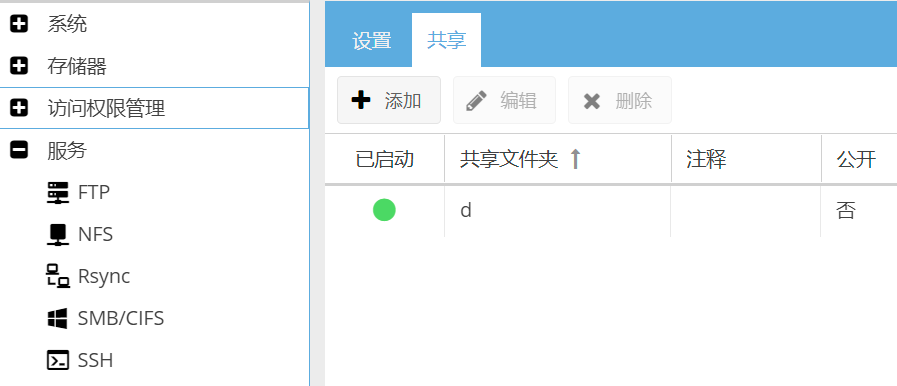 系统
存储器
访问权限管理
服务
FTP
NFS
Rsync
SMB/CIFS
SSH
设置 共享
添加 编辑 删除
已启动 共享文件夹 注释 公开
d 否